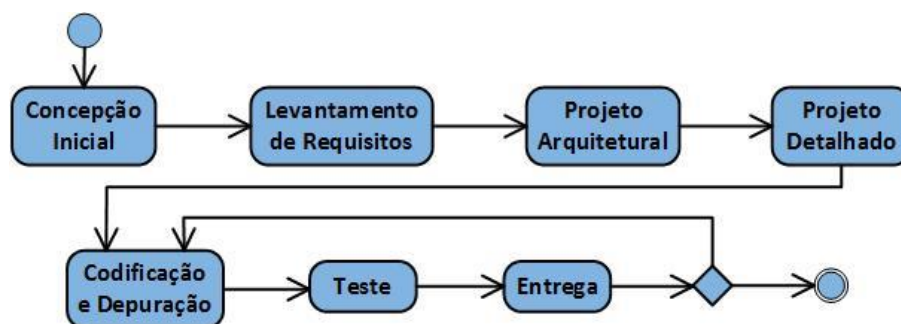 Concepção
Inicial
Levantamento
de Requisitos
Projeto
Arquitetural
Projeto
Detalhado
Codificação
e Depuração
Teste
Entrega